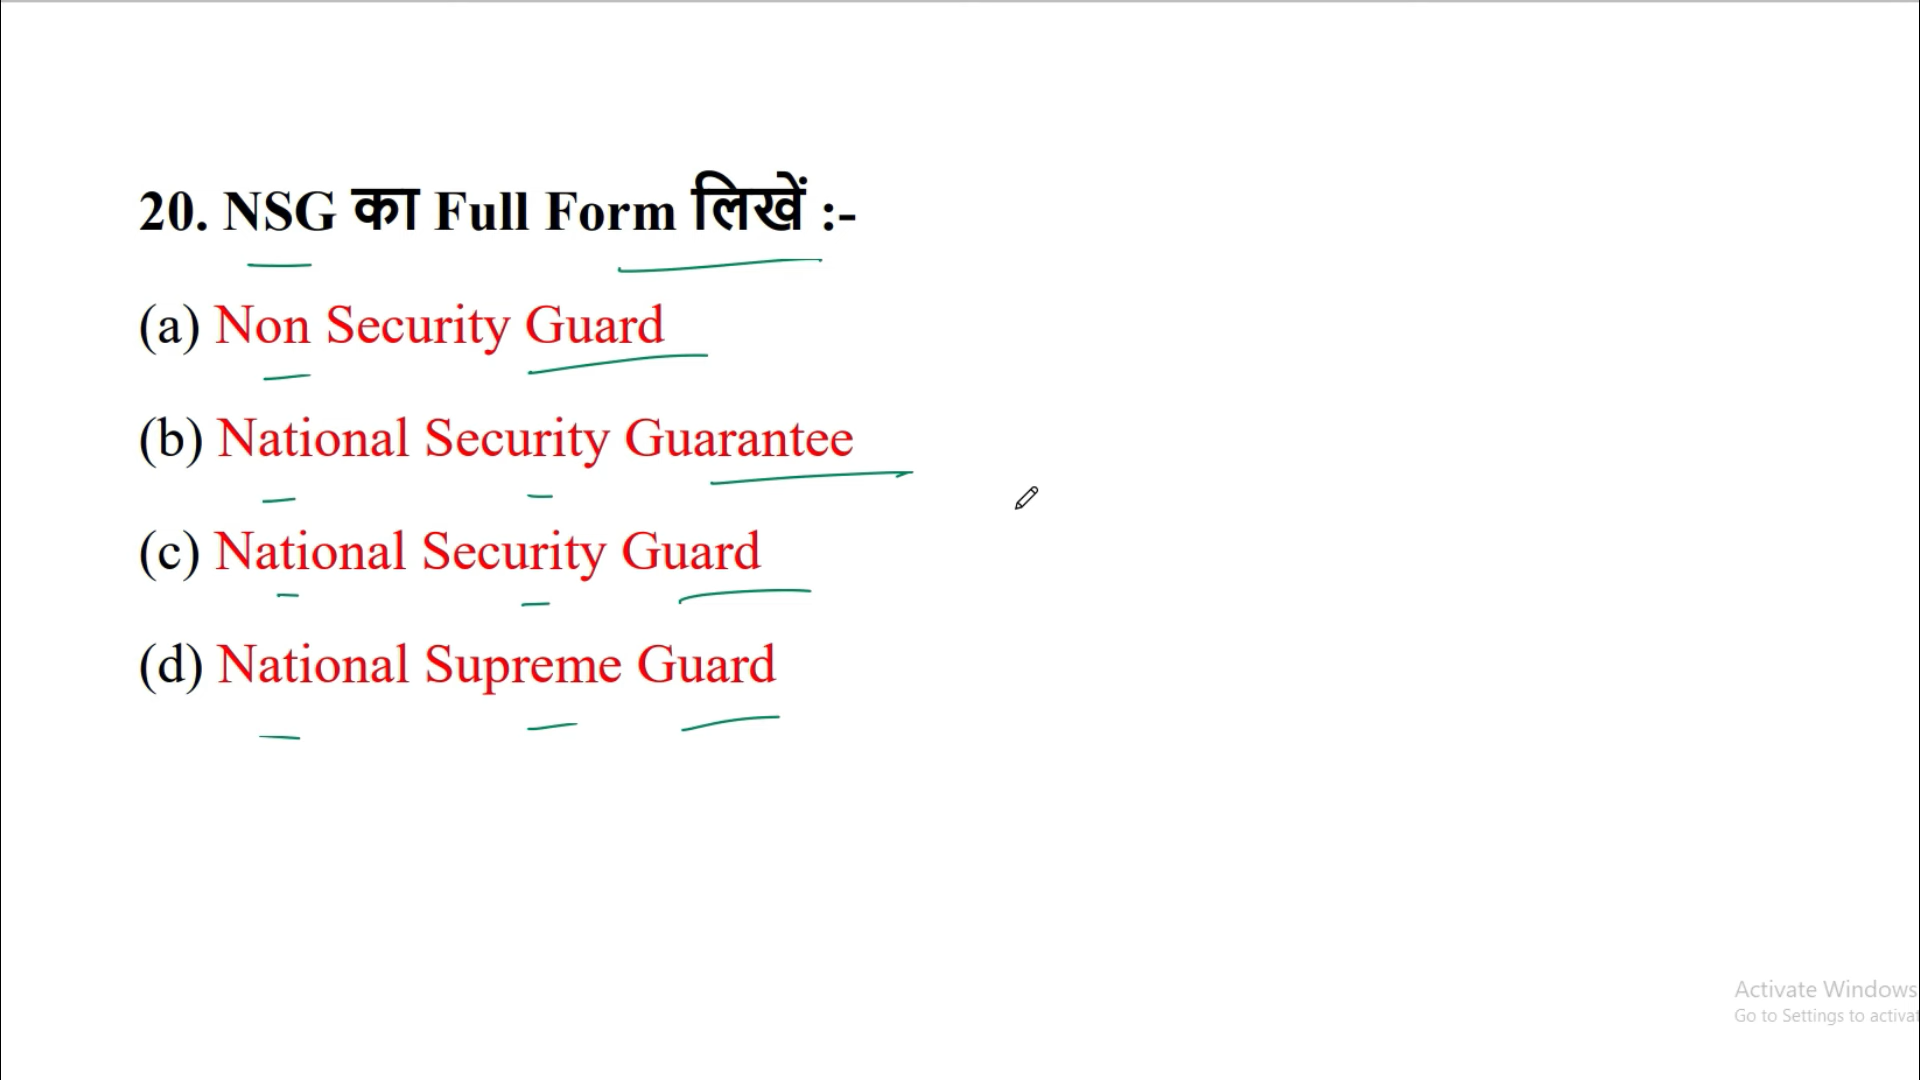 20. NSG का Full Form लिखें :-
(a) Non Security Guard
(b) National Security Guarantee
(c) National Security Guard
(d) National Supreme Guard
Activate Windows
Go to Settings to activat